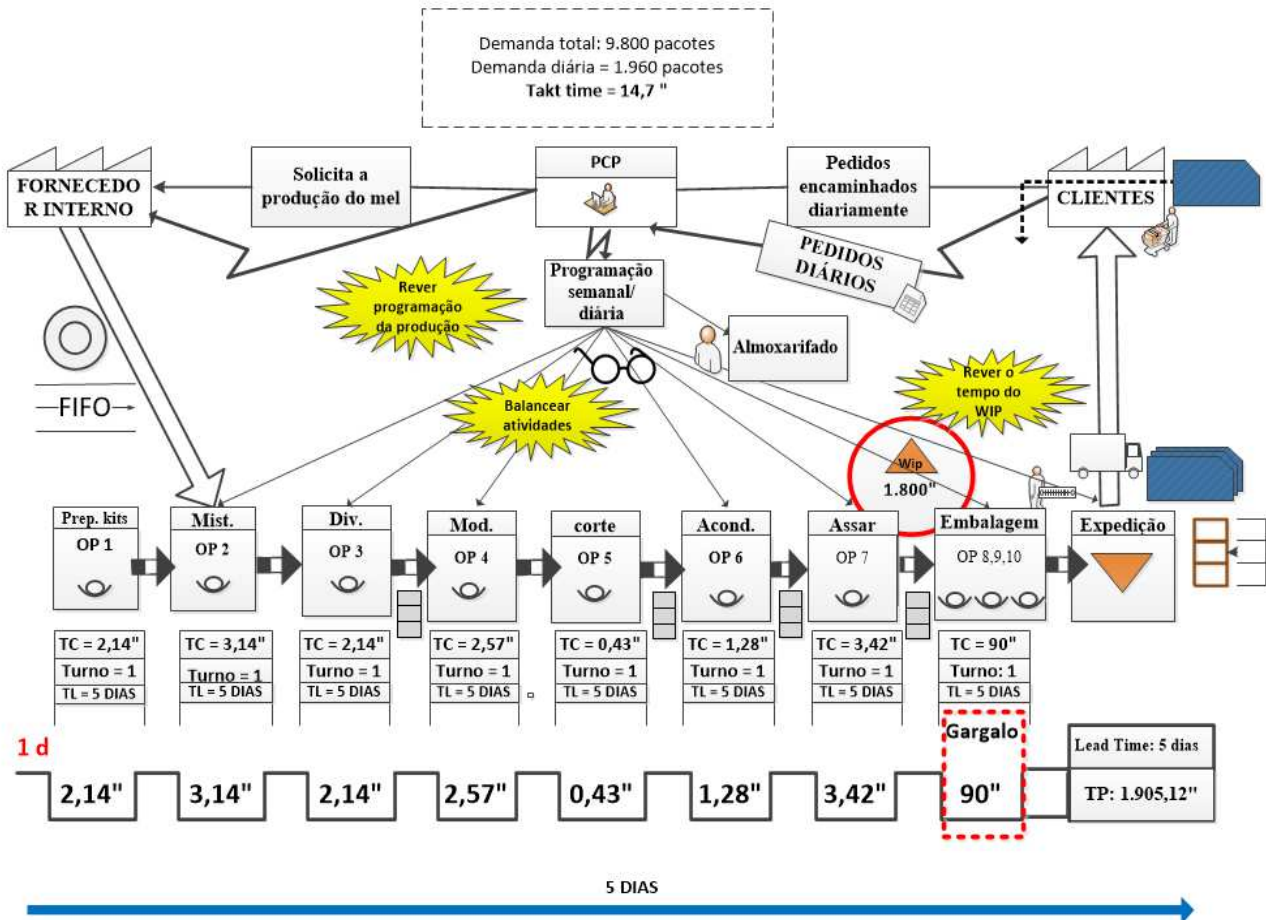 Demanda total: 9.800 pacotes
Demanda diária = 1.960 pacotes
Takt time = 14,7 "
FORNECEDO
R INTERNO
Solicita a
produção do mel
PCP
Pedidos
encaminhados
diariamente
CLIENTES
PEDIDOS
DIÁRIOS
Rever
programação
da produção
Programação
semanal/
diária
Almoxarifado
Rever o
tempo do
WIP
FIFO
Balancear
atividades
Wip
1.800"
Prep. kits
OP 1
Mist.
OP 2
Div.
OP 3
Mod.
OP 4
corte
OP 5
Acond.
OP 6
Assar
OP 7
Embalagem
OP 8,9,10
Expedição
TC = 2,14"
Turno = 1
TL = 5 DIAS
TC = 3,14"
Turno = 1
TL = 5 DIAS
TC = 2,14"
Turno = 1
TL = 5 DIAS
TC = 2,57"
Turno = 1
TL = 5 DIAS
TC = 0,43"
Turno = 1
TL = 5 DIAS
TC = 1,28"
Turno = 1
TL = 5 DIAS
TC = 3,42"
Turno = 1
TL = 5 DIAS
TC = 90"
Turno: 1
TL = 5 DIAS
Gargalo
1 d
2,14"
3,14"
2,14"
2,57"
0,43"
1,28"
3,42"
90"
Lead Time: 5 dias
TP: 1.905,12"
5 DIAS